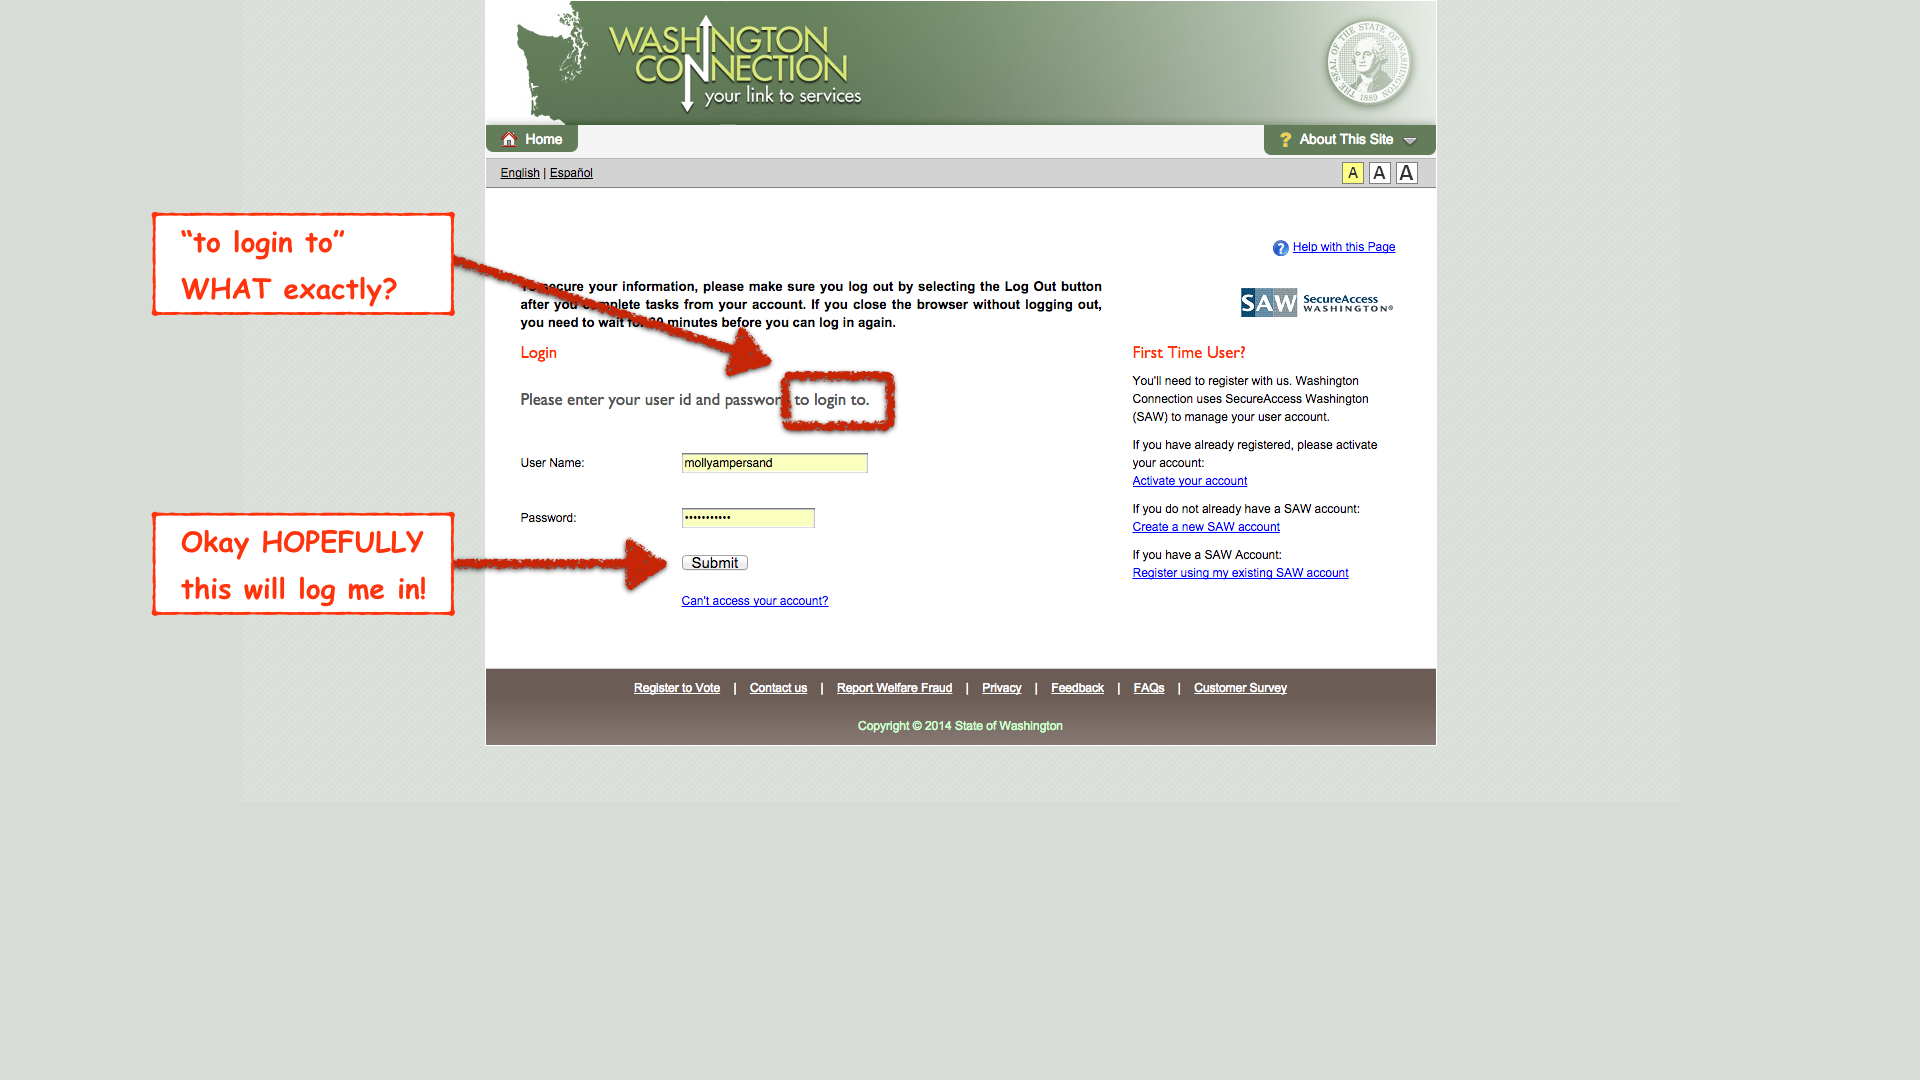 WASHINGTON
CONNECTION
your link to services
THE SEAL OF THE STATE OF WASHINGTON
1889
Home
About This Site
English | Español
A A A
“to login to”
WHAT exactly?
Help with this Page
To secure your information, please make sure you log out by selecting the Log Out button
after you complete tasks from your account. If you close the browser without logging out,
you need to wait for 20 minutes before you can log in again.
SAW SecureAccess
WASHINGTON®
Login
Please enter your user id and password to login to.
User Name: mollyampersand
Password: •••••••••••
Submit
Can't access your account?
Okay HOPEFULLY
this will log me in!
First Time User?
You'll need to register with us. Washington
Connection uses SecureAccess Washington
(SAW) to manage your user account.
If you have already registered, please activate
your account:
Activate your account
If you do not already have a SAW account:
Create a new SAW account
If you have a SAW Account:
Register using my existing SAW account
Register to Vote | Contact us | Report Welfare Fraud | Privacy | Feedback | FAQs | Customer Survey
Copyright © 2014 State of Washington